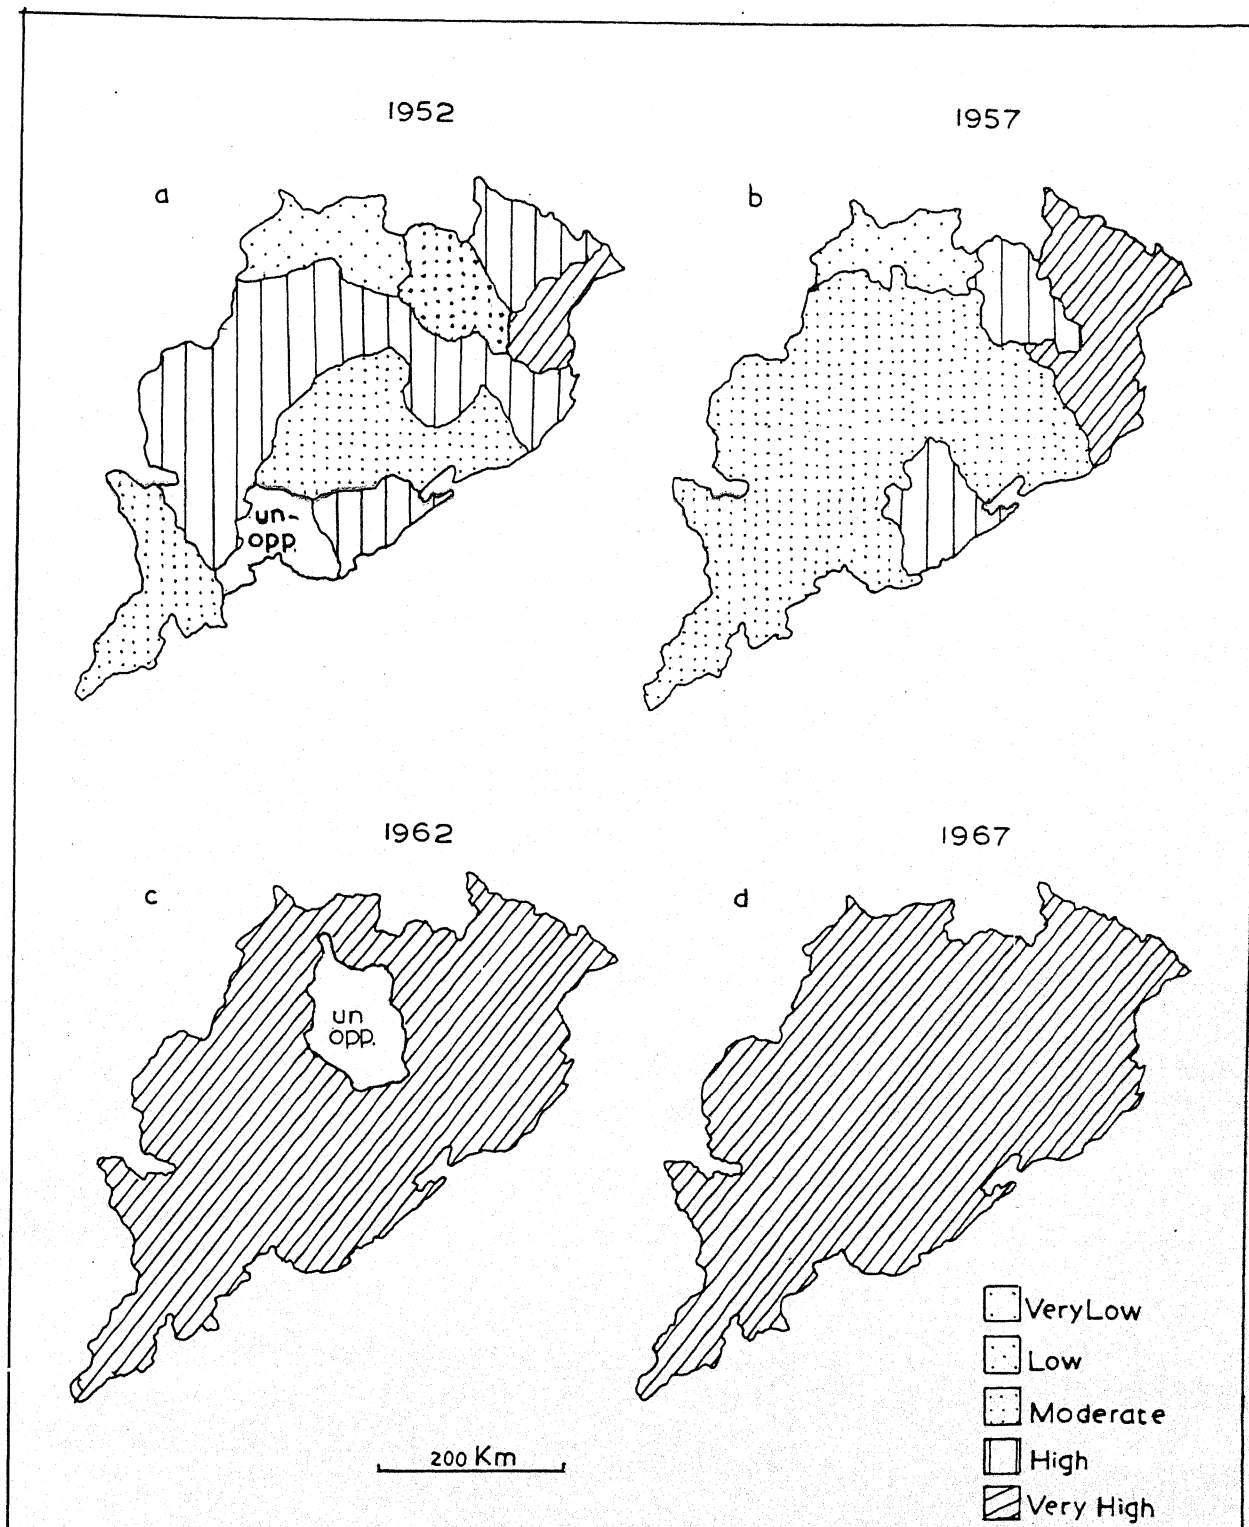 1952
1957
a
b
un-
opp.
1962
1967
c
d
un
opp.
Very Low
Low
Moderate
High
Very High
200 Km